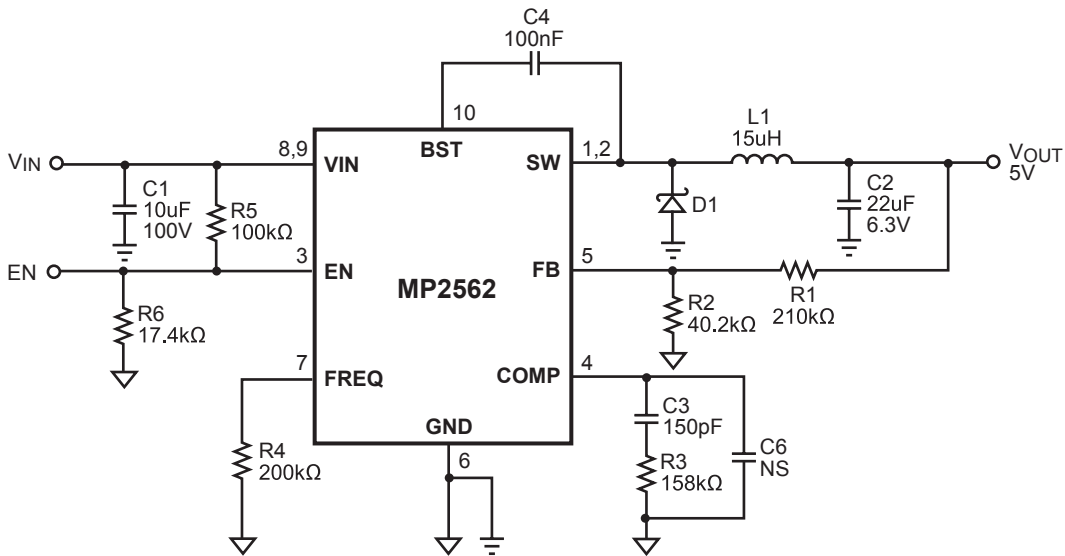 C4
100nF
10
BST
L1
15uH
8,9
VIN
SW
1,2
VIN
VOUT
5V
C1
10uF
100V
R5
100kΩ
D1
C2
22uF
6.3V
EN
3
EN
MP2562
FB
5
R6
17.4kΩ
R2
40.2kΩ
R1
210kΩ
7
FREQ
COMP
4
GND
6
R4
200kΩ
C3
150pF
R3
158kΩ
C6
NS